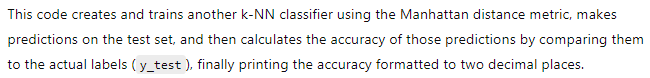 This code creates and trains another k-NN classifier using the Manhattan distance metric, makes
predictions on the test set, and then calculates the accuracy of those predictions by comparing them
to the actual labels ( y_test ), finally printing the accuracy formatted to two decimal places.